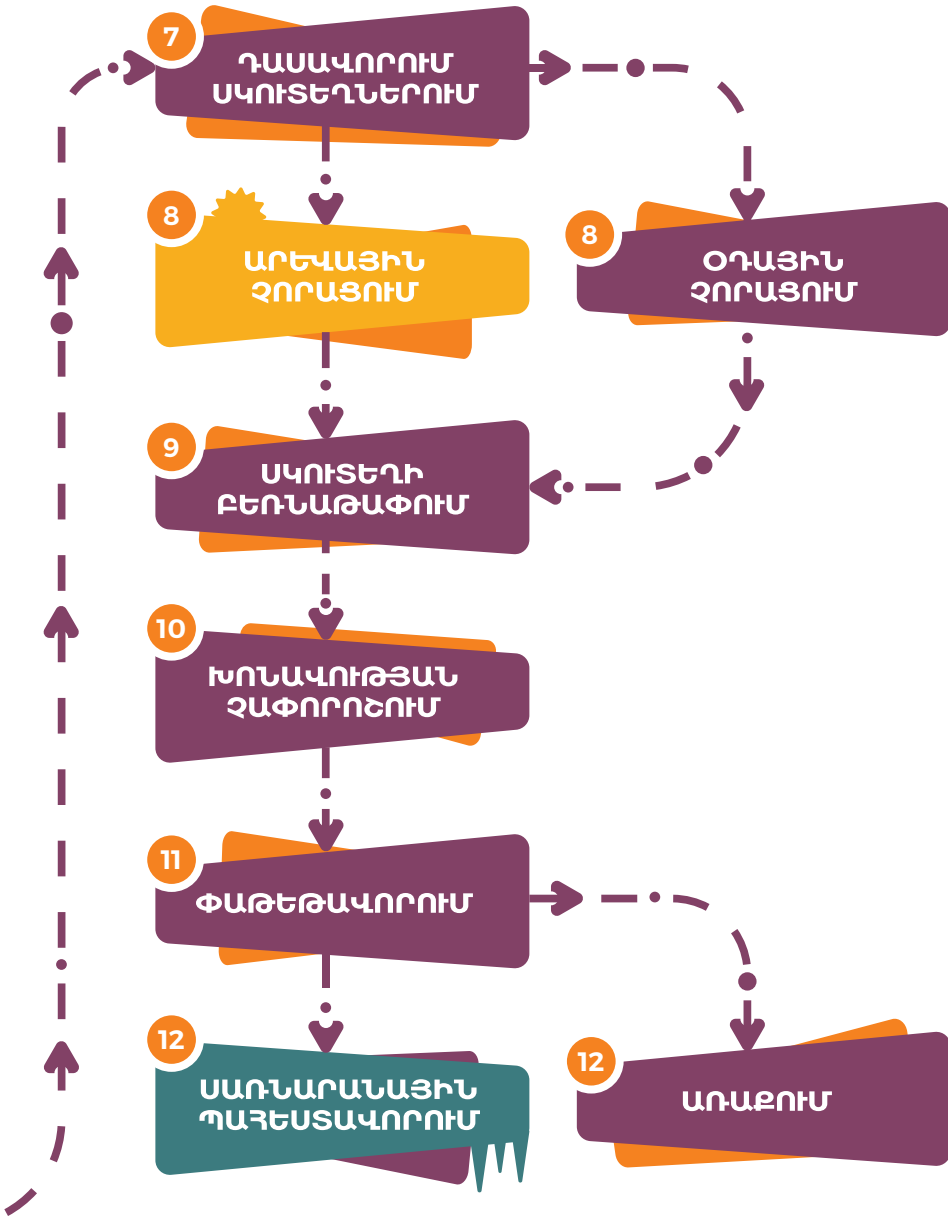 7
ԴԱՍԱՎՈՐՈՒՄ
ՍԿՈՒՏԵՂՆԵՐՈՒՄ
8
ԱՐԵՎԱՅԻՆ
ՉՈՐԱՑՈՒՄ
8
ՕԴԱՅԻՆ
ՉՈՐԱՑՈՒՄ
9
ՍԿՈՒՏԵՂԻ
ԲԵՌՆԱԹԱՓՈՒՄ
10
ԽՈՆԱՎՈՒԹՅԱՆ
ՉԱՓՈՐՈՇՈՒՄ
11
ՓԱԹԵԹԱՎՈՐՈՒՄ
12
ՍԱՌՆԱՐԱՆԱՅԻՆ
ՊԱՀԵՍՏԱՎՈՐՈՒՄ
12
ԱՌԱՔՈՒՄ